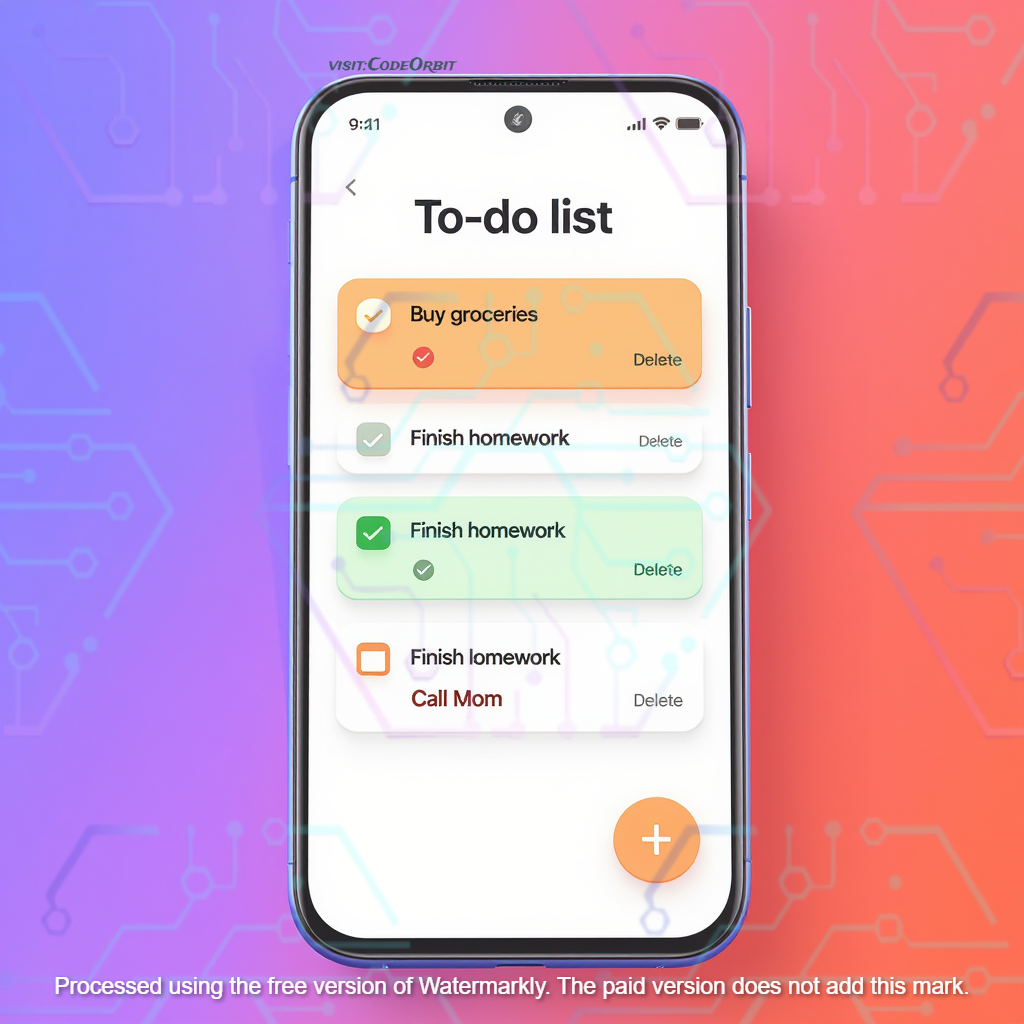 VISIT:CODEORBIT
9:41
To-do list
Buy groceries
Delete
Finish homework
Delete
Finish homework
Delete
Finish lomework
Call Mom
Delete
Processed using the free version of Watermarkly. The paid version does not add this mark.